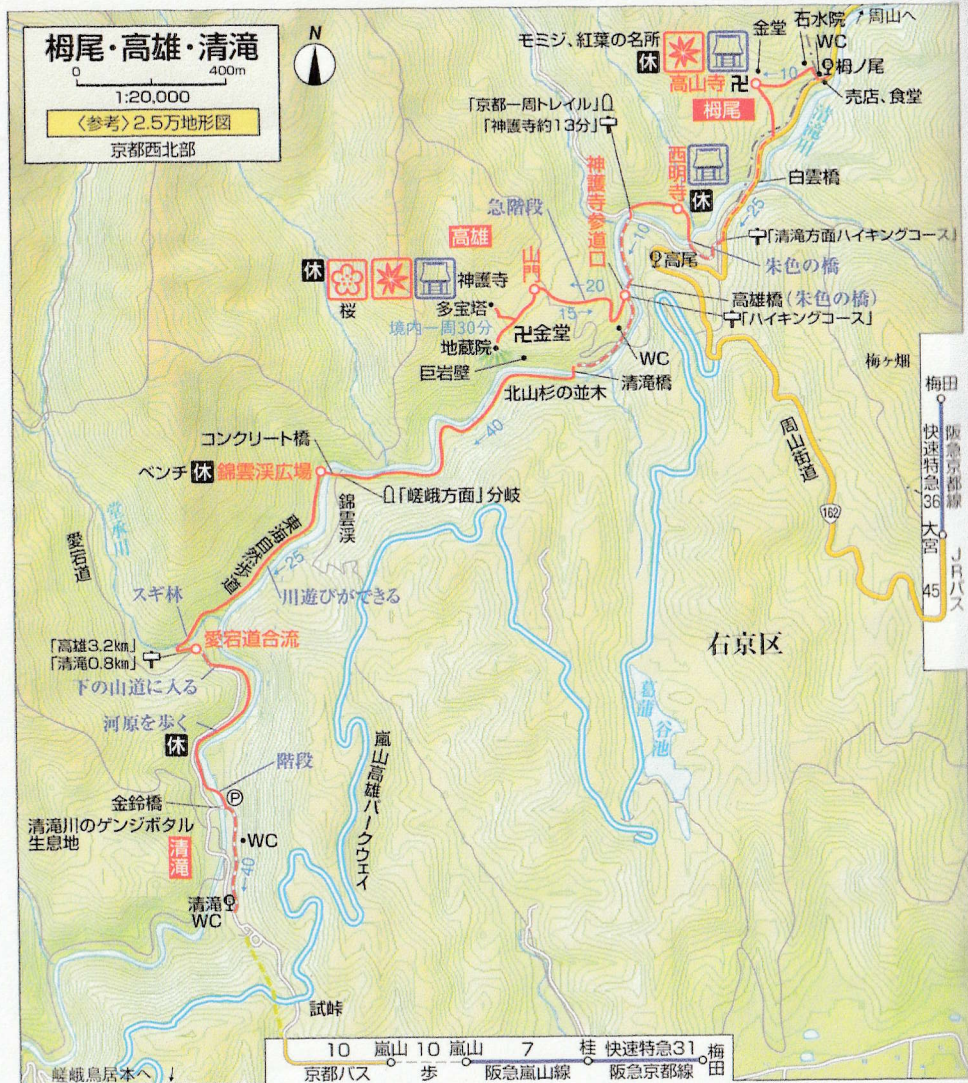 栂尾・高雄・清滝
0 400m
1:20,000
〈参考〉2.5万地形図
京都西北部
N
モミジ、紅葉の名所
休
高山寺
卍
栂尾
金堂
石水院
周山へ
WC
栂ノ尾
←10
売店、食堂
清滝川
「京都一周トレイル」
「神護寺約13分」
西明寺
休
白雲橋
←25
「清滝方面ハイキングコース」
朱色の橋
神護寺参道口
←10
急階段
高雄
山門
高尾
高雄橋(朱色の橋)
「ハイキングコース」
←20
15→
休
桜
神護寺
多宝塔
境内一周30分
地蔵院
卍金堂
巨岩壁
WC
清滝橋
北山杉の並木
梅ヶ畑
←40
コンクリート橋
ベンチ 休 錦雲渓広場
「嵯峨方面」分岐
錦雲渓
周山街道
162
梅田
阪急京都線
快速特急
36
大宮
JRバス
45
堂承川
愛宕道
東海自然歩道
←25
スギ林
川遊びができる
「高雄3.2km」
「清滝0.8km」
愛宕道合流
右京区
下の山道に入る
河原を歩く
休
階段
菖蒲谷池
嵐山高雄パークウェイ
P
金鈴橋
清滝川のゲンジボタル
生息地
清滝
WC
←40
清滝
WC
試峠
嵯峨鳥居本へ ↓
10 嵐山 10 嵐山 7 桂 快速特急31 梅田
京都バス 歩 阪急嵐山線 阪急京都線